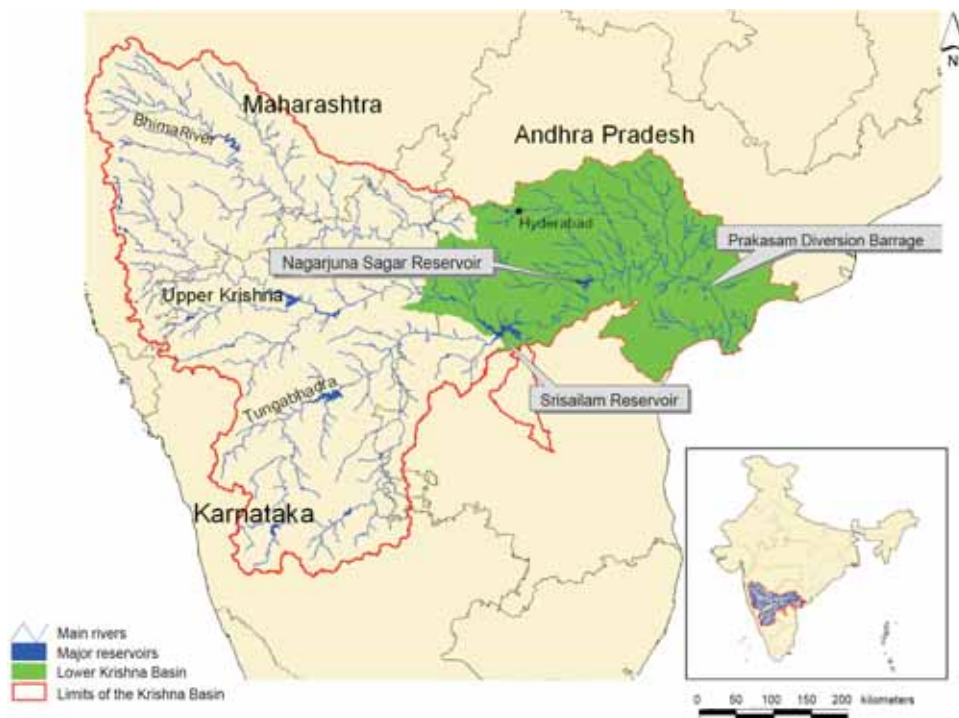 N
Maharashtra
Bhima River
Andhra Pradesh
Hyderabad
Prakasam Diversion Barrage
Nagarjuna Sagar Reservoir
Upper Krishna
Srisailam Reservoir
Tungabhadra
Karnataka
Main rivers
Major reservoirs
Lower Krishna Basin
Limits of the Krishna Basin
0 50 100 150 200 kilometers